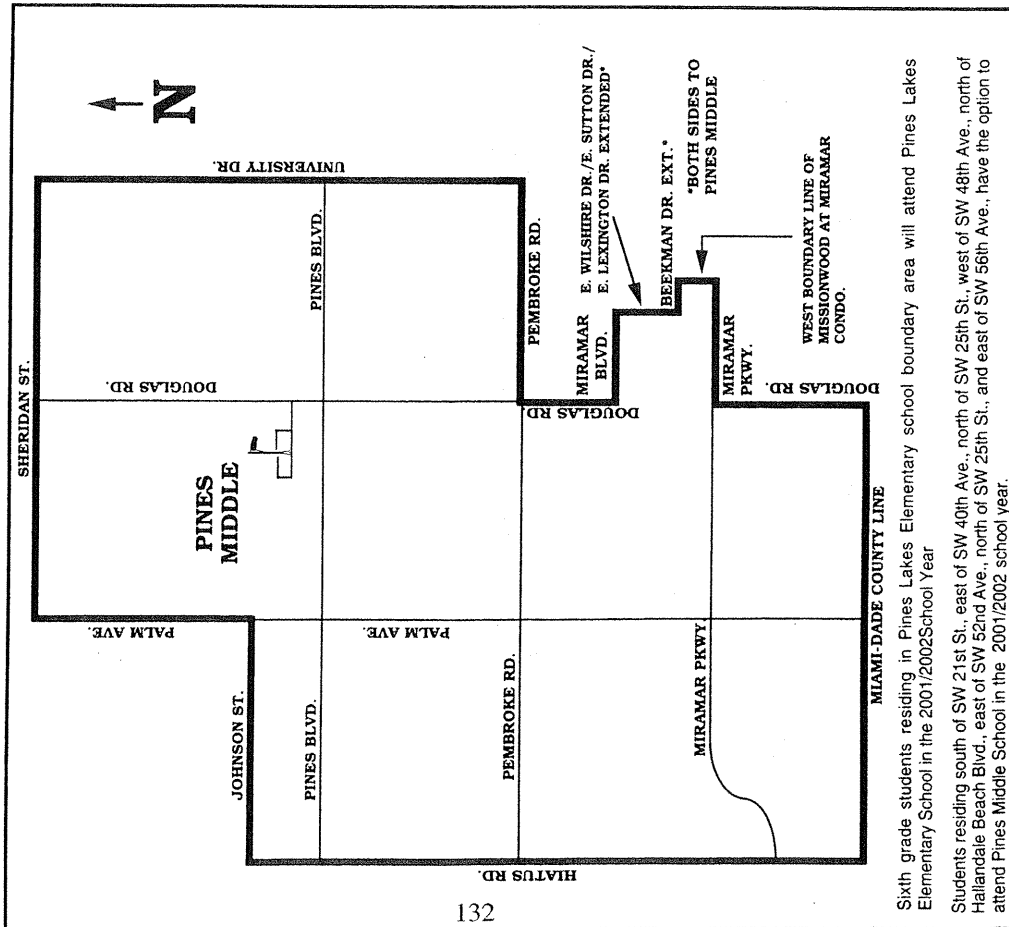 SHERIDAN ST.
N
DOUGLAS RD.
UNIVERSITY DR.
PINES
MIDDLE
PALM AVE.
JOHNSON ST.
PINES BLVD.
PINES BLVD.
PALM AVE.
PEMBROKE RD.
PEMBROKE RD.
HIATUS RD.
DOUGLAS RD.
MIRAMAR
BLVD.
E. WILSHIRE DR./E. SUTTON DR./
E. LEXINGTON DR. EXTENDED*
BEEKMAN DR. EXT.*
*BOTH SIDES TO
PINES MIDDLE
MIRAMAR PKWY
MIRAMAR
PKWY.
WEST BOUNDARY LINE OF
MISSIONWOOD AT MIRAMAR
CONDO.
DOUGLAS RD.
MIAMI-DADE COUNTY LINE
Sixth grade students residing in Pines Lakes Elementary school boundary area will attend Pines Lakes
Elementary School in the 2001/2002School Year
Students residing south of SW 21st St., east of SW 40th Ave., north of SW 25th St., west of SW 48th Ave., north of
Hallandale Beach Blvd., east of SW 52nd Ave., north of SW 25th St., and east of SW 56th Ave., have the option to
attend Pines Middle School in the 2001/2002 school year.
132